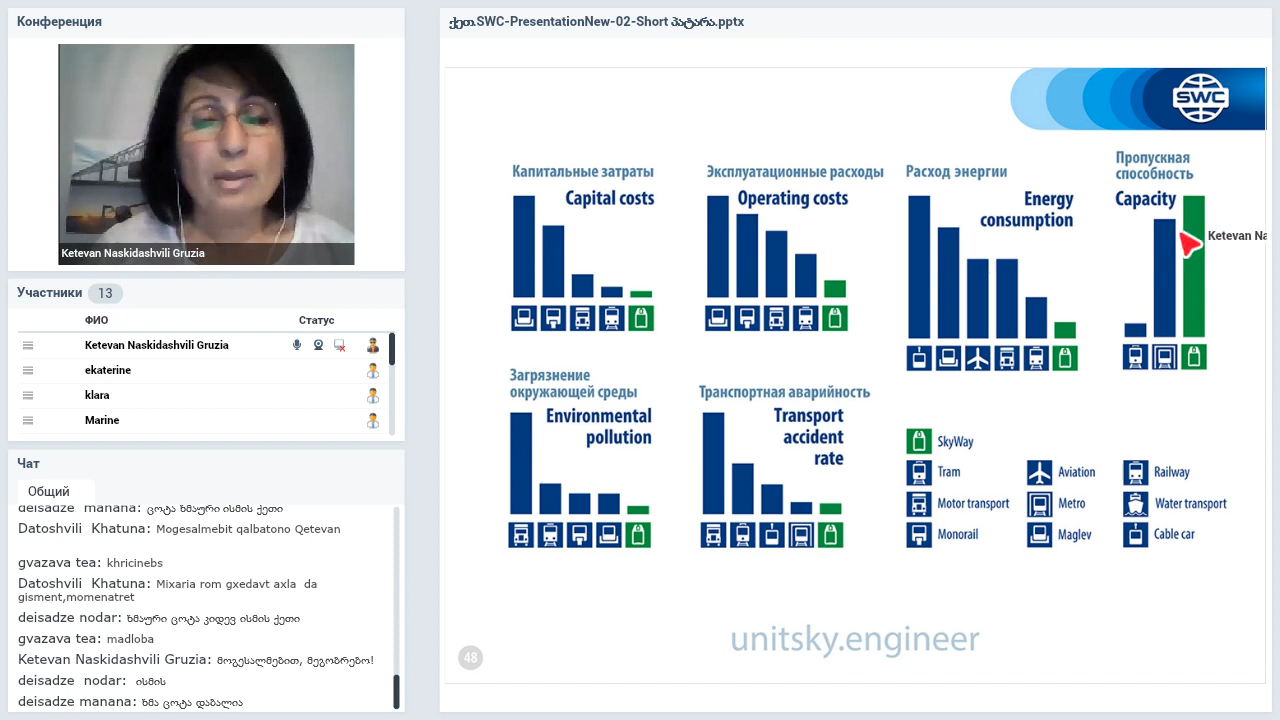 Конференция
Ketevan Naskidashvili Gruzia
Участники 13
ФИО Статус
Ketevan Naskidashvili Gruzia
ekaterine
klara
Marine
Чат
Общий
deisadze manana: ცოტა ხმაური ისმის ქეთი
Datoshvili Khatuna: Mogesalmebit qalbatono Qetevan
gvazava tea: khricinebs
Datoshvili Khatuna: Mixaria rom gxedavt axla da
gisment,momenatret
deisadze nodar: ხმაური ცოტა კიდევ ისმის ქეთი
gvazava tea: madloba
Ketevan Naskidashvili Gruzia: მოგესალმებით, მეგობრებო!
deisadze nodar: ისმის
deisadze manana: ხმა ცოტა დაბალია
ქეთ.SWC-PresentationNew-02-Short პატარა.pptx
SWC
Капитальные затраты
Capital costs
Эксплуатационные расходы
Operating costs
Расход энергии
Energy
consumption
Пропускная
способность
Capacity
Ketevan Na
Загрязнение
окружающей среды
Environmental
pollution
Транспортная аварийность
Transport
accident
rate
SkyWay
Tram
Aviation
Railway
Motor transport
Metro
Water transport
Monorail
Maglev
Cable car
unitsky.engineer
48